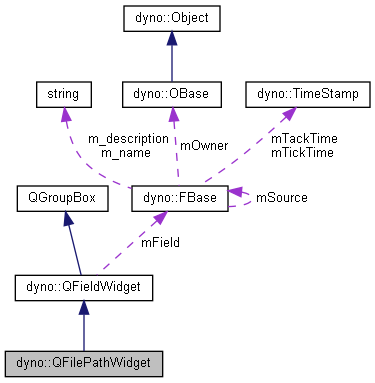 dyno::Object
string
dyno::OBase
dyno::TimeStamp
m_description
m_name
mOwner
mTackTime
mTickTime
QGroupBox
dyno::FBase
mSource
mField
dyno::QFieldWidget
dyno::QFilePathWidget